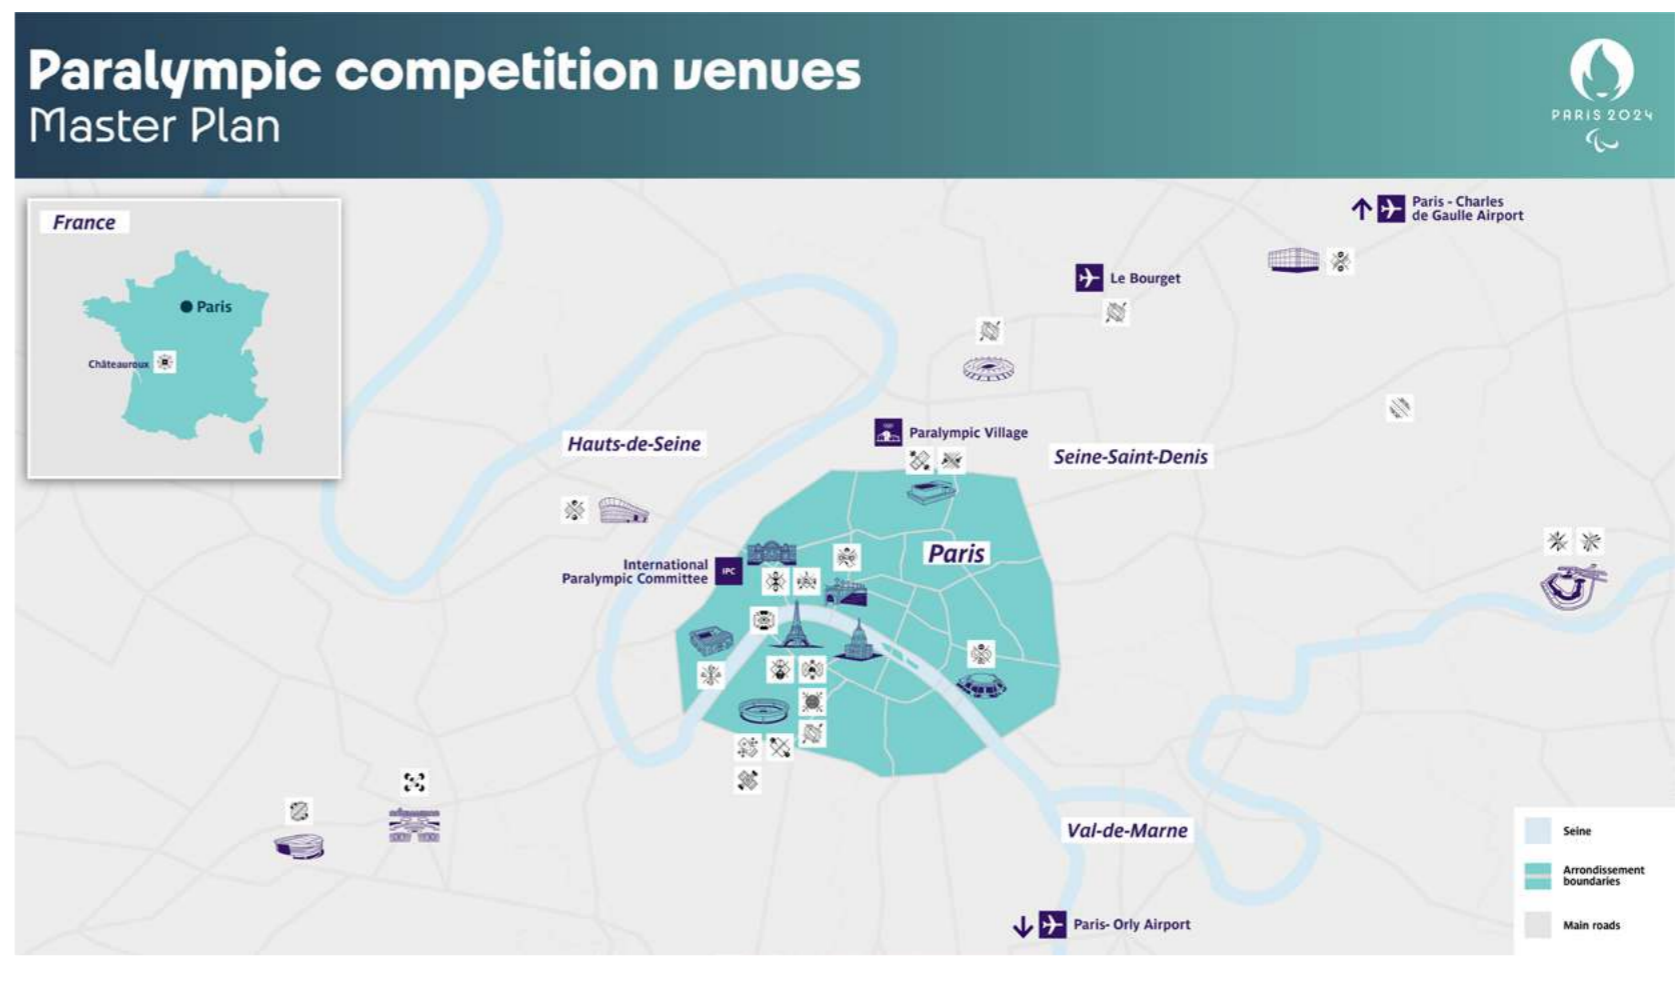 Paralympic competition venues
Master Plan
PARIS 2024
France
Paris
Châteauroux
Paris - Charles
de Gaulle Airport
Le Bourget
Paralympic Village
Hauts-de-Seine
Seine-Saint-Denis
Paris
International
Paralympic Committee
IPC
Val-de-Marne
Paris- Orly Airport
Seine
Arrondissement
boundaries
Main roads